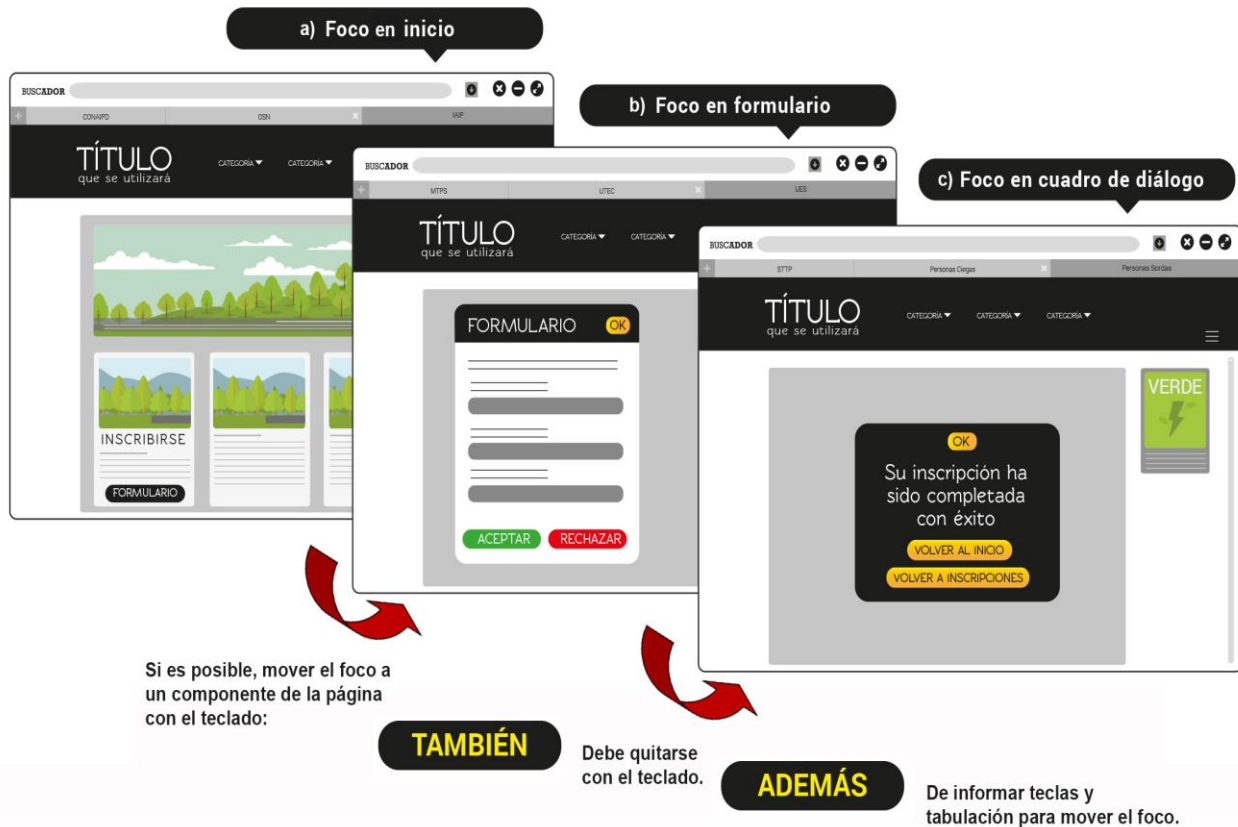 a) Foco en inicio
BUSCADOR
+ CONAIPD OSN x IAIP
TÍTULO
que se utilizará
CATEGORÍA CATEGORÍA
INSCRIBIRSE
FORMULARIO
b) Foco en formulario
BUSCADOR
+ MTPS UTEC x UES
TÍTULO
que se utilizará
CATEGORÍA CATEGORÍA
FORMULARIO OK
ACEPTAR RECHAZAR
c) Foco en cuadro de diálogo
BUSCADOR
+ STTP Personas Ciegas x Personas Sordas
TÍTULO
que se utilizará
CATEGORÍA CATEGORÍA CATEGORÍA
VERDE
OK
Su inscripción ha
sido completada
con éxito
VOLVER AL INICIO
VOLVER A INSCRIPCIONES
Si es posible, mover el foco a
un componente de la página
con el teclado:
TAMBIÉN
Debe quitarse
con el teclado.
ADEMÁS
De informar teclas y
tabulación para mover el foco.